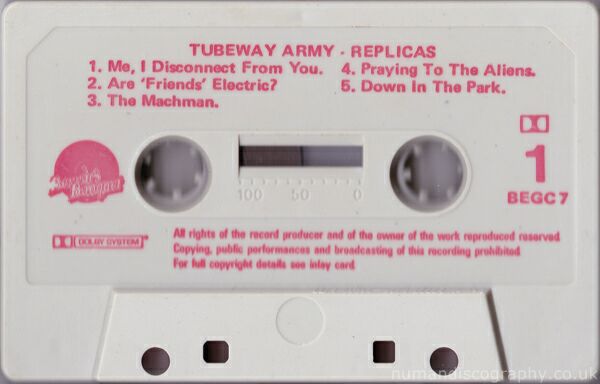 TUBEWAY ARMY - REPLICAS
1. Me, I Disconnect From You.
2. Are 'Friends' Electric?
3. The Machman.
4. Praying To The Aliens.
5. Down In The Park.
1
BEGC 7
Beggars Banquet
100 50 0
DOLBY SYSTEM
All rights of the record producer and of the owner of the work reproduced reserved
Copying, public performances and broadcasting of this recording prohibited
For full copyright details see inlay card
numandiscography.co.uk